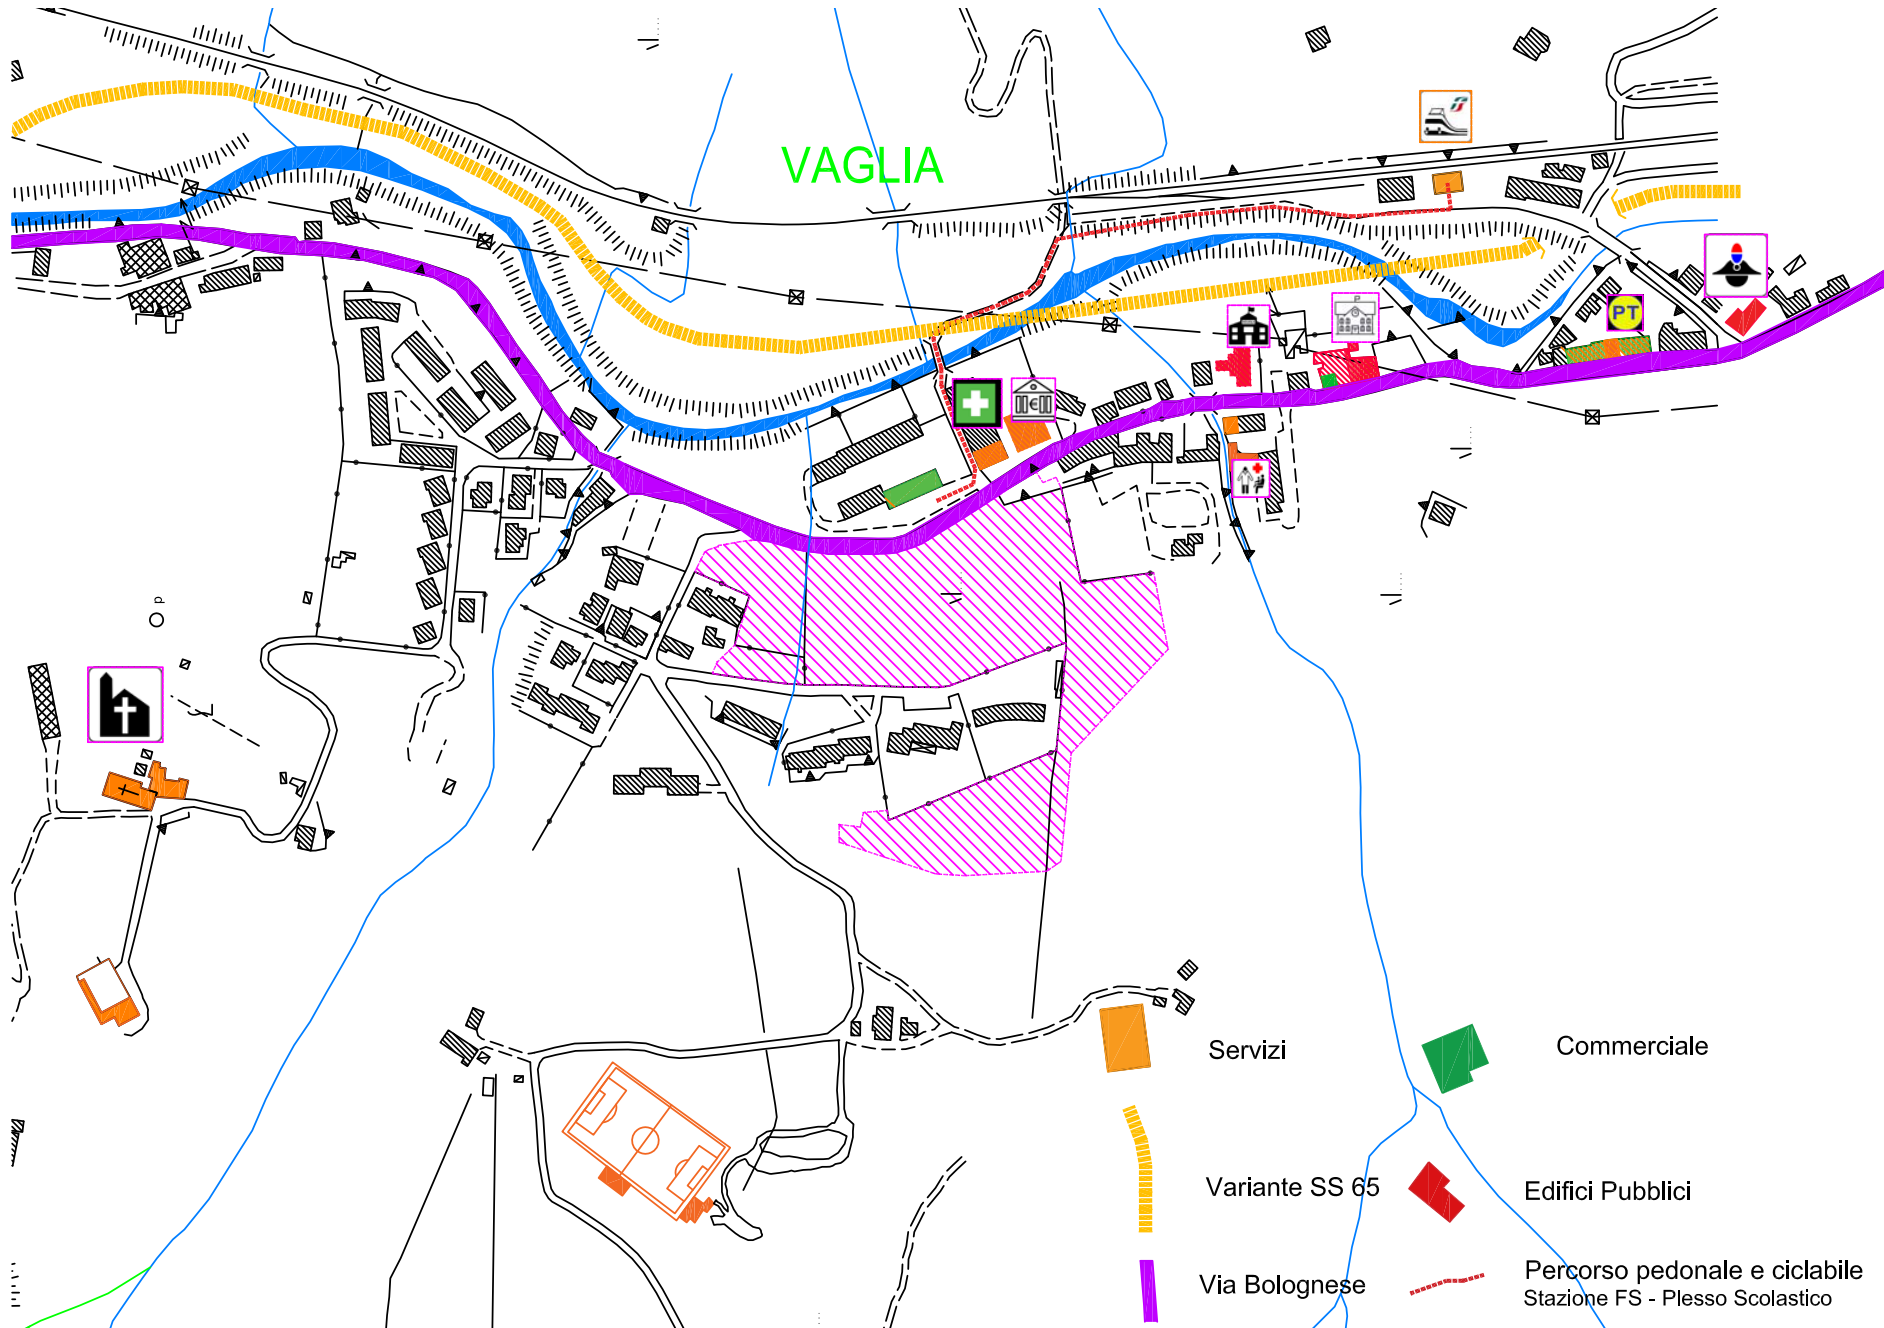 VAGLIA
P
PT
€
p
Servizi
Commerciale
Variante SS 65
Edifici Pubblici
Via Bolognese
Percorso pedonale e ciclabile
Stazione FS - Plesso Scolastico